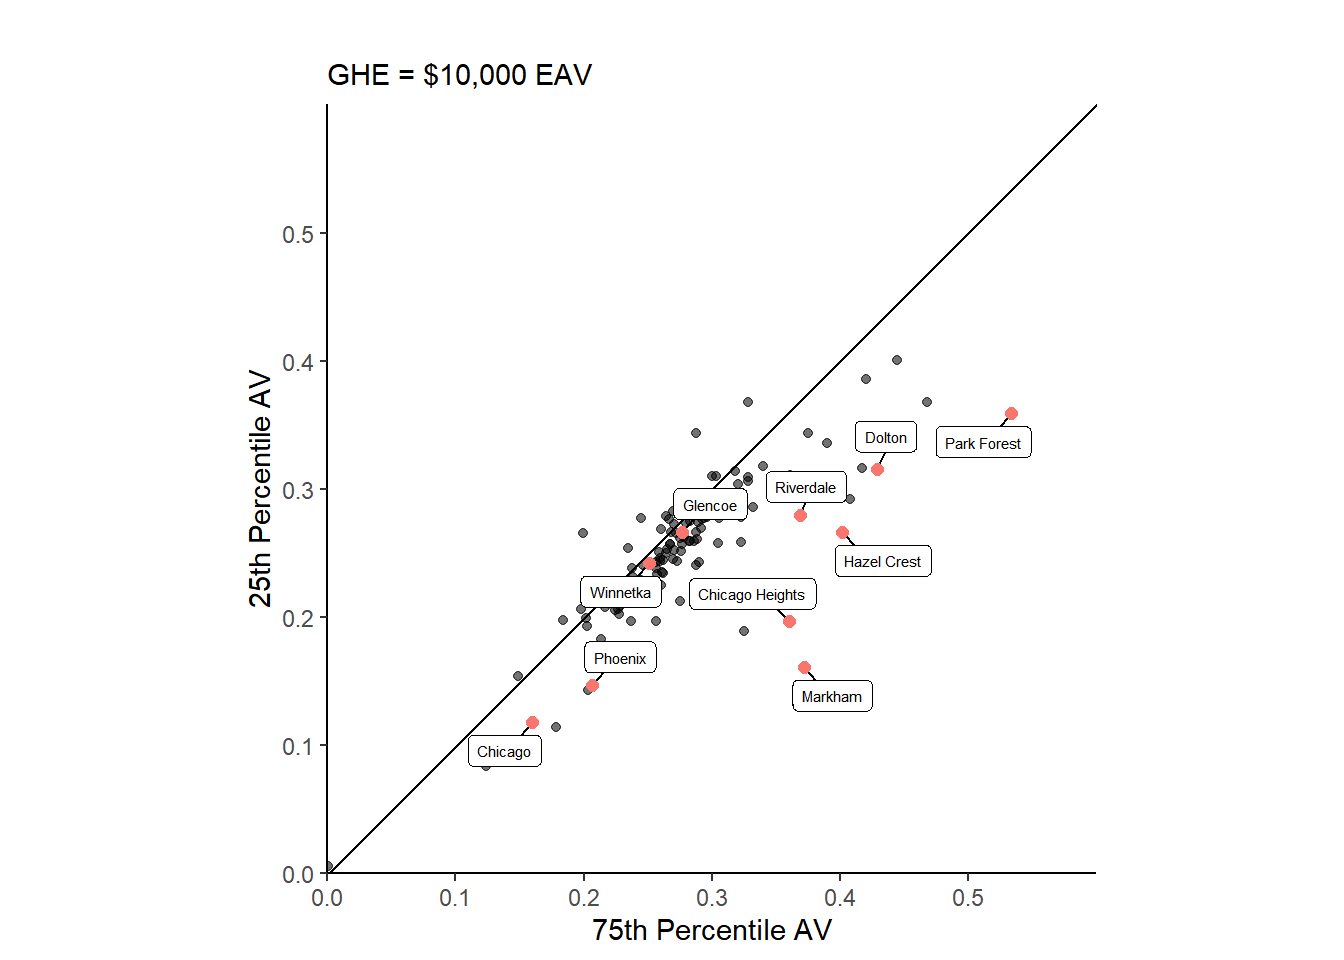 GHE = $10,000 EAV
25th Percentile AV
0.5
0.4
0.3
0.2
0.1
0.0
Dolton
Park Forest
Riverdale
Glencoe
Hazel Crest
Winnetka
Chicago Heights
Phoenix
Markham
Chicago
0.0 0.1 0.2 0.3 0.4 0.5
75th Percentile AV